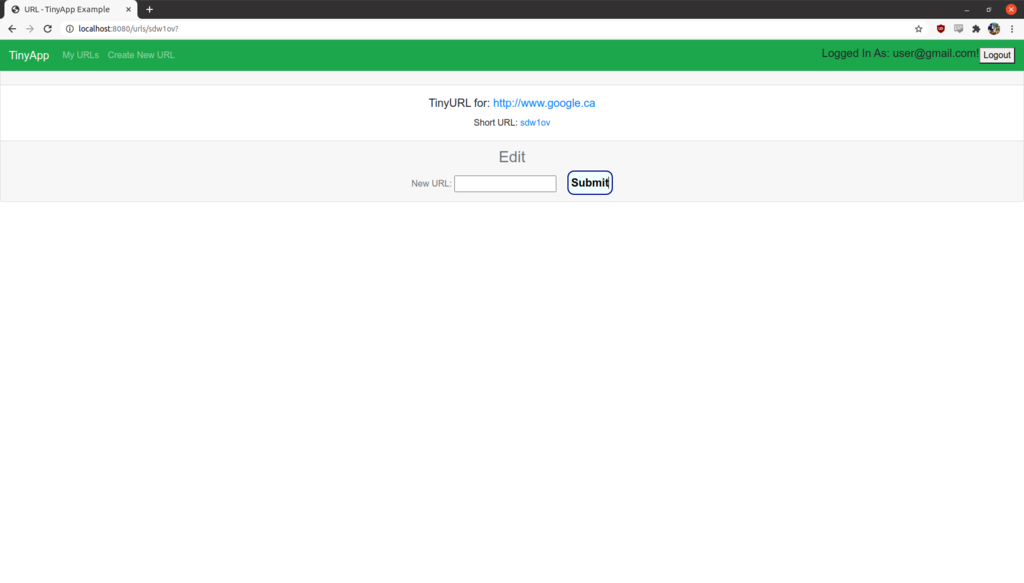 URL - TinyApp Example
localhost:8080/urls/sdw1ov?
TinyApp My URLs Create New URL Logged In As: user@gmail.com! Logout
TinyURL for: http://www.google.ca
Short URL: sdw1ov
Edit
New URL: Submit